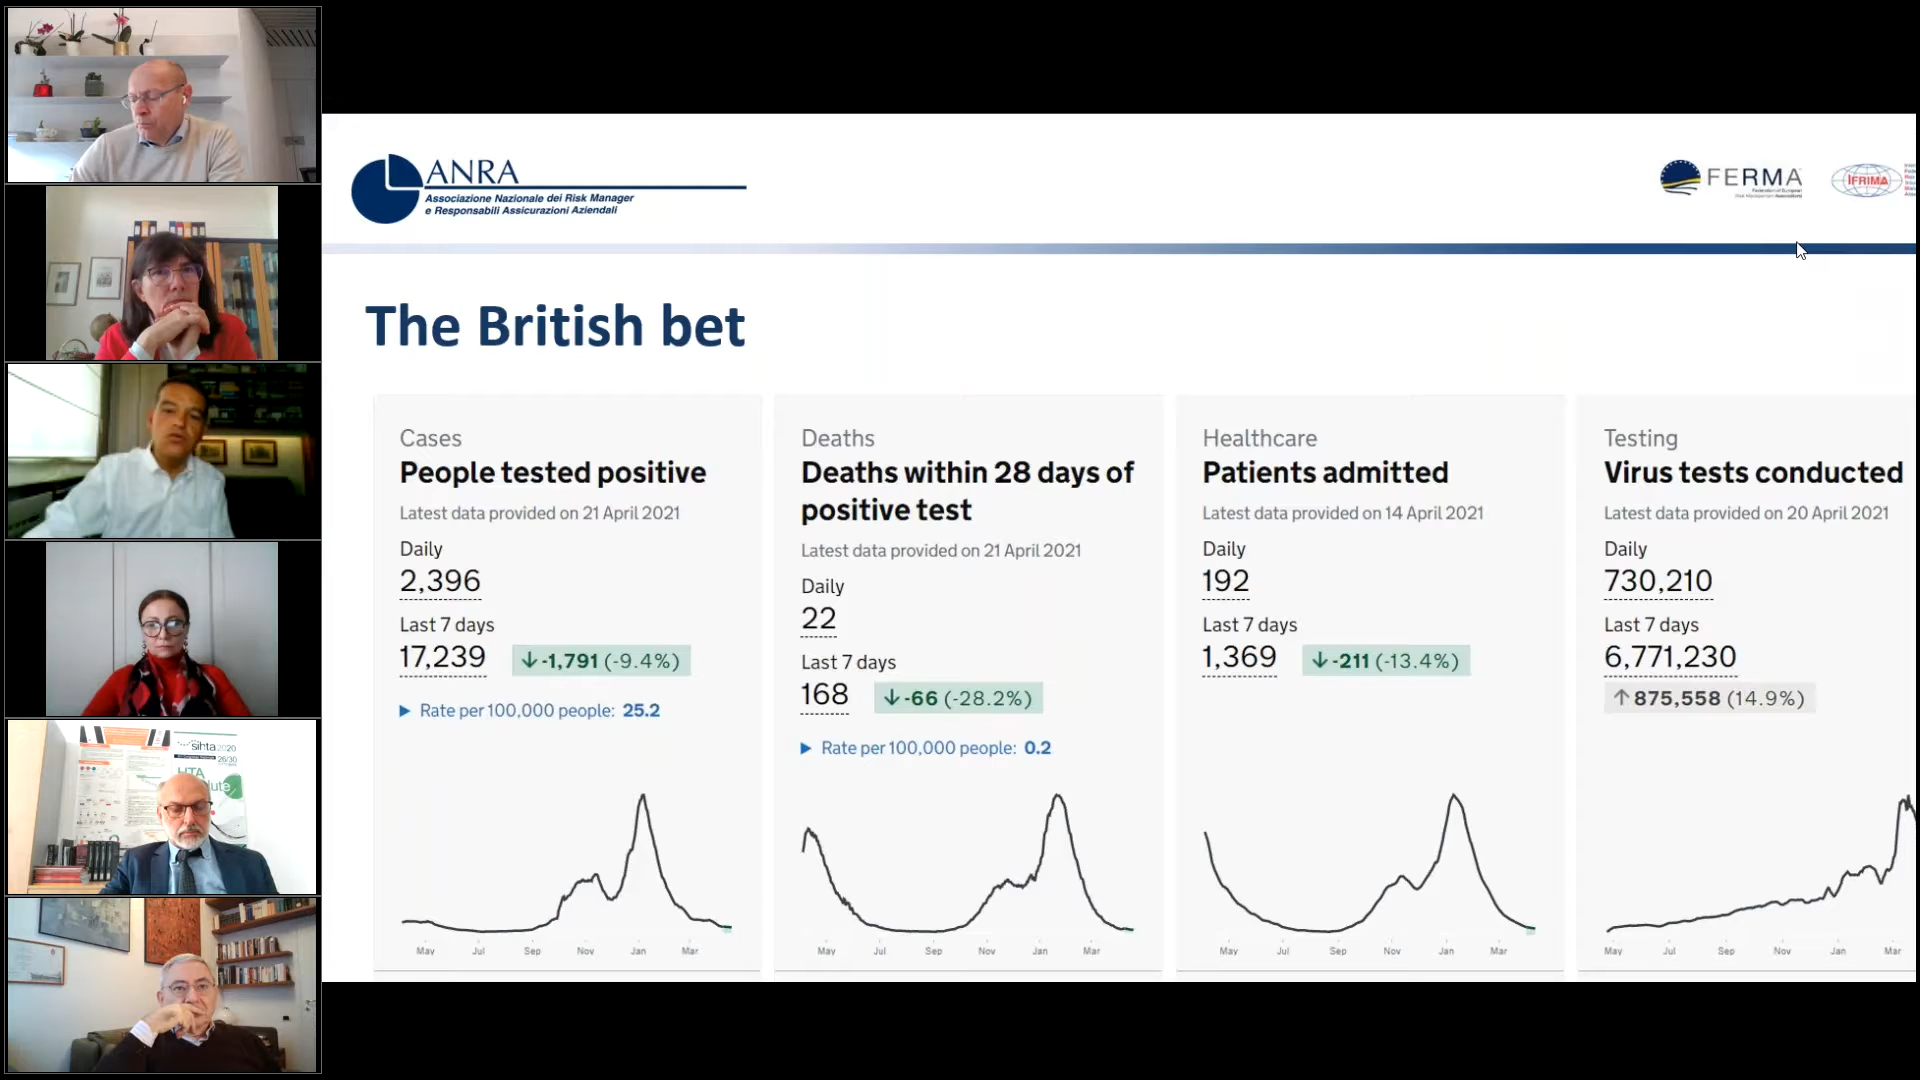 ANRA
Associazione Nazionale dei Risk Manager
e Responsabili Assicurazioni Aziendali
FERMA
IFRIMA
The British bet
Cases
People tested positive
Latest data provided on 21 April 2021
Daily
2,396
Last 7 days
17,239
↓ -1,791 (-9.4%)
▶ Rate per 100,000 people: 25.2
May Jul Sep Nov Jan Mar
Deaths
Deaths within 28 days of
positive test
Latest data provided on 21 April 2021
Daily
22
Last 7 days
168
↓ -66 (-28.2%)
▶ Rate per 100,000 people: 0.2
May Jul Sep Nov Jan Mar
Healthcare
Patients admitted
Latest data provided on 14 April 2021
Daily
192
Last 7 days
1,369
↓ -211 (-13.4%)
May Jul Sep Nov Jan Mar
Testing
Virus tests conducted
Latest data provided on 20 April 2021
Daily
730,210
Last 7 days
6,771,230
↑ 875,558 (14.9%)
May Jul Sep Nov Jan Mar
sihta 2020
26/30
HTA